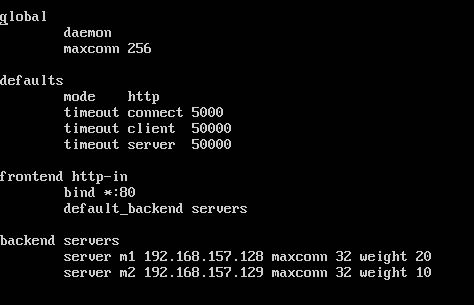 global
        daemon
        maxconn 256

defaults
        mode    http
        timeout connect 5000
        timeout client  50000
        timeout server  50000

frontend http-in
        bind *:80
        default_backend servers

backend servers
        server m1 192.168.157.128 maxconn 32 weight 20
        server m2 192.168.157.129 maxconn 32 weight 10